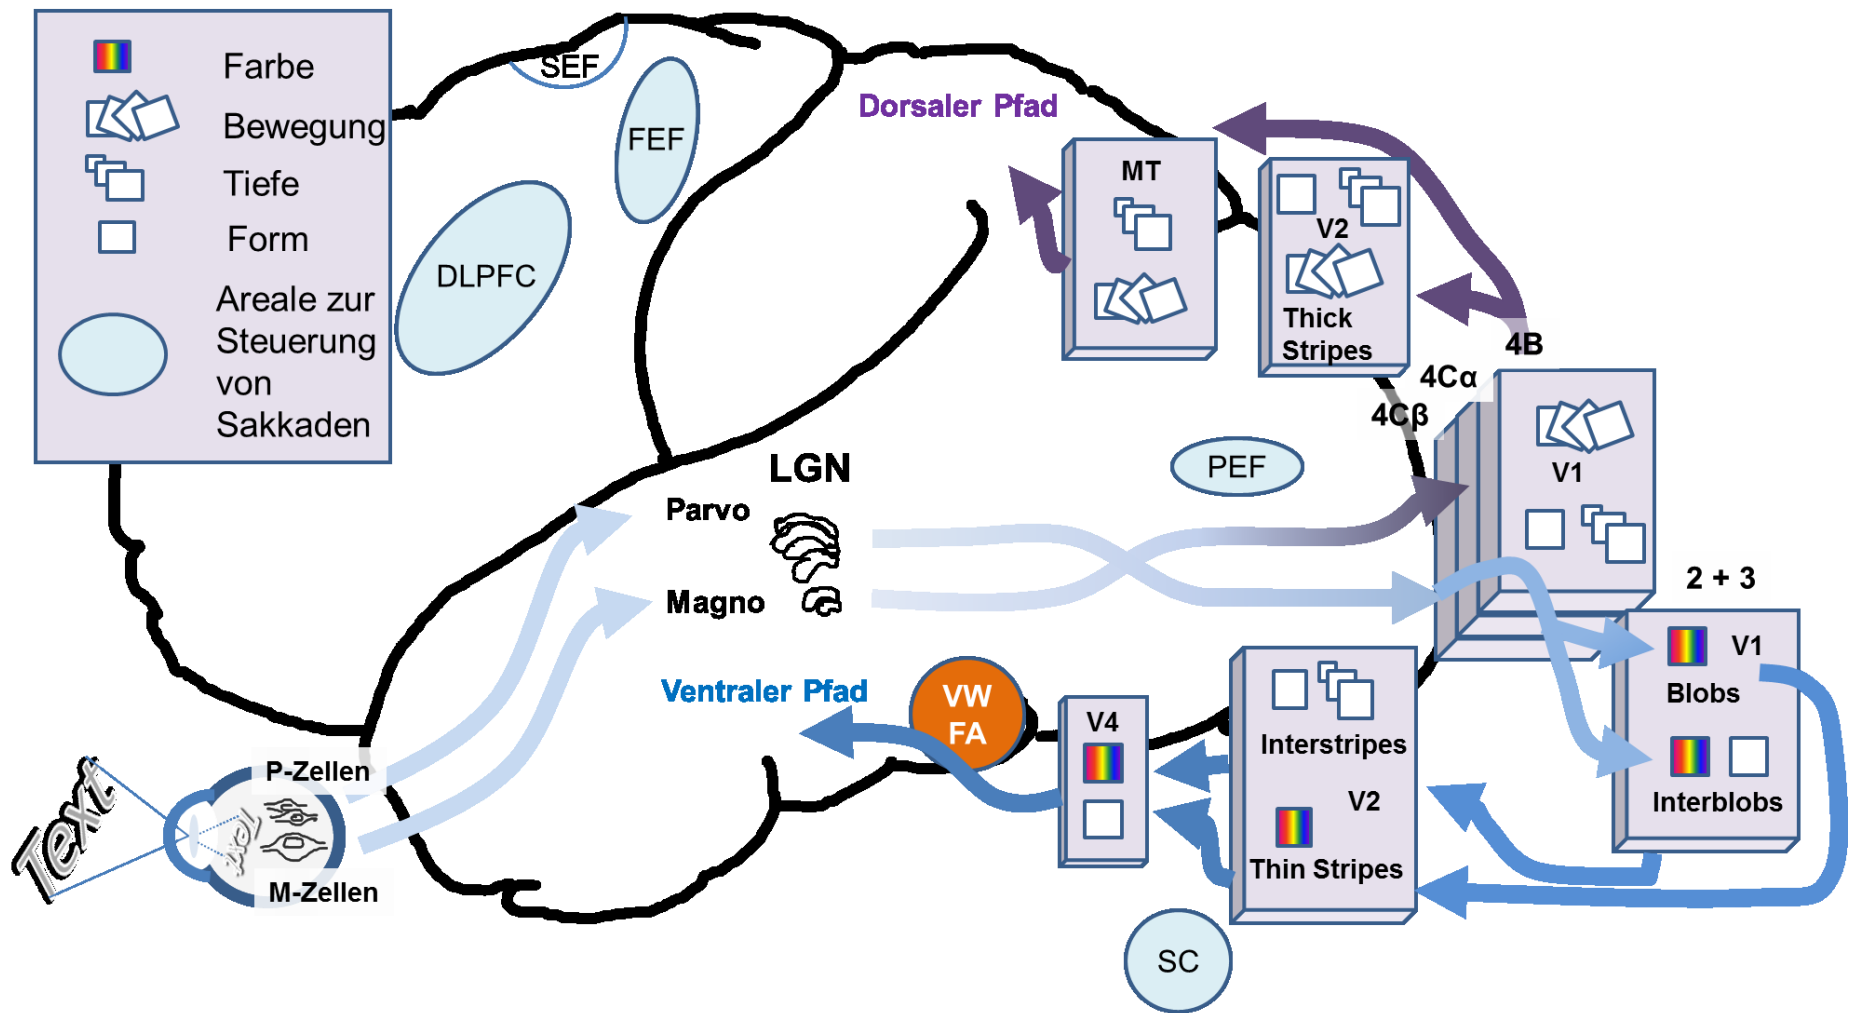 Farbe
Bewegung
Tiefe
Form
Areale zur
Steuerung
von
Sakkaden
SEF
FEF
DLPFC
Dorsaler Pfad
MT
V2
Thick
Stripes
4B
4Cα
4Cβ
V1
PEF
LGN
Parvo
Magno
2 + 3
V1
Blobs
Interblobs
Ventraler Pfad
VW
FA
V4
Interstripes
V2
Thin Stripes
SC
Text
P-Zellen
Text
M-Zellen